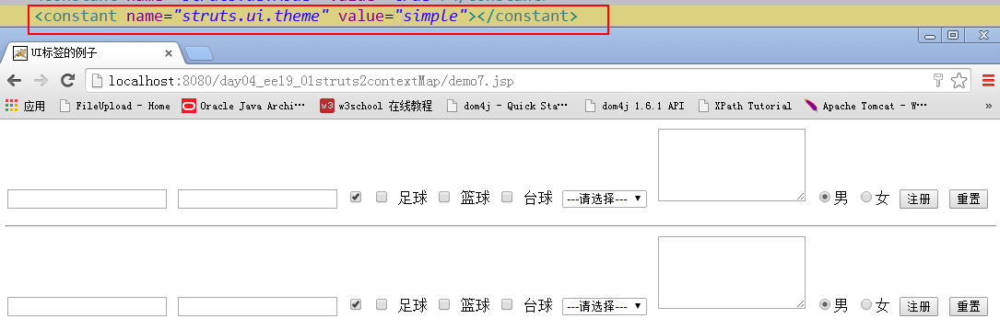 <constant name="struts.ui.theme" value="simple"></constant>
UI标签的例子
localhost:8080/day04_ee19_01struts2contextMap/demo7.jsp
应用 FileUpload - Home Oracle Java Archi… w3 w3school 在线教程 dom4j - Quick Sta… dom4j 1.6.1 API XPath Tutorial Apache Tomcat - W… »
足球 篮球 台球 ---请选择--- 男 女 注册 重置
足球 篮球 台球 ---请选择--- 男 女 注册 重置